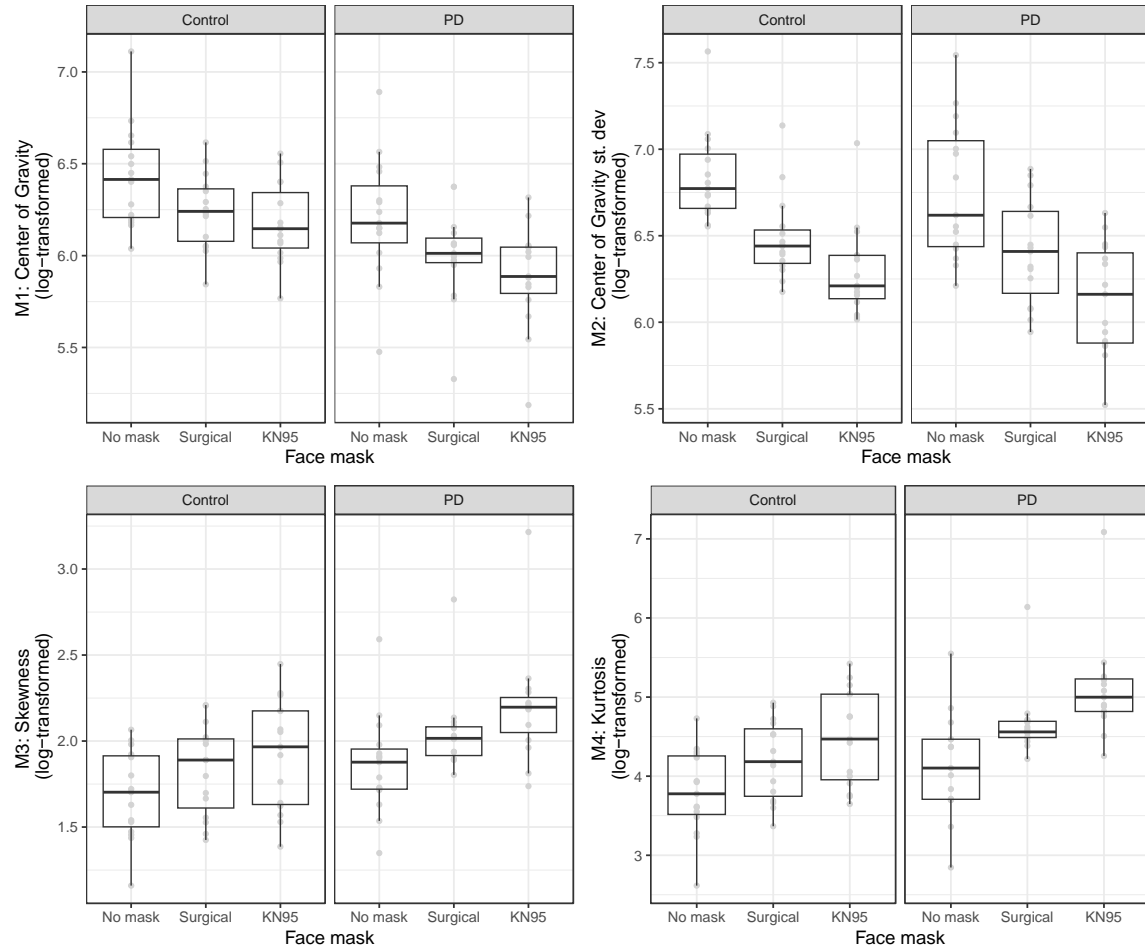 Control PD
7.0
6.5
6.0
5.5
M1: Center of Gravity
(log−transformed)
No mask Surgical KN95 No mask Surgical KN95
Face mask
Control PD
7.5
7.0
6.5
6.0
5.5
M2: Center of Gravity st. dev
(log−transformed)
No mask Surgical KN95 No mask Surgical KN95
Face mask
Control PD
3.0
2.5
2.0
1.5
M3: Skewness
(log−transformed)
No mask Surgical KN95 No mask Surgical KN95
Face mask
Control PD
7
6
5
4
3
M4: Kurtosis
(log−transformed)
No mask Surgical KN95 No mask Surgical KN95
Face mask